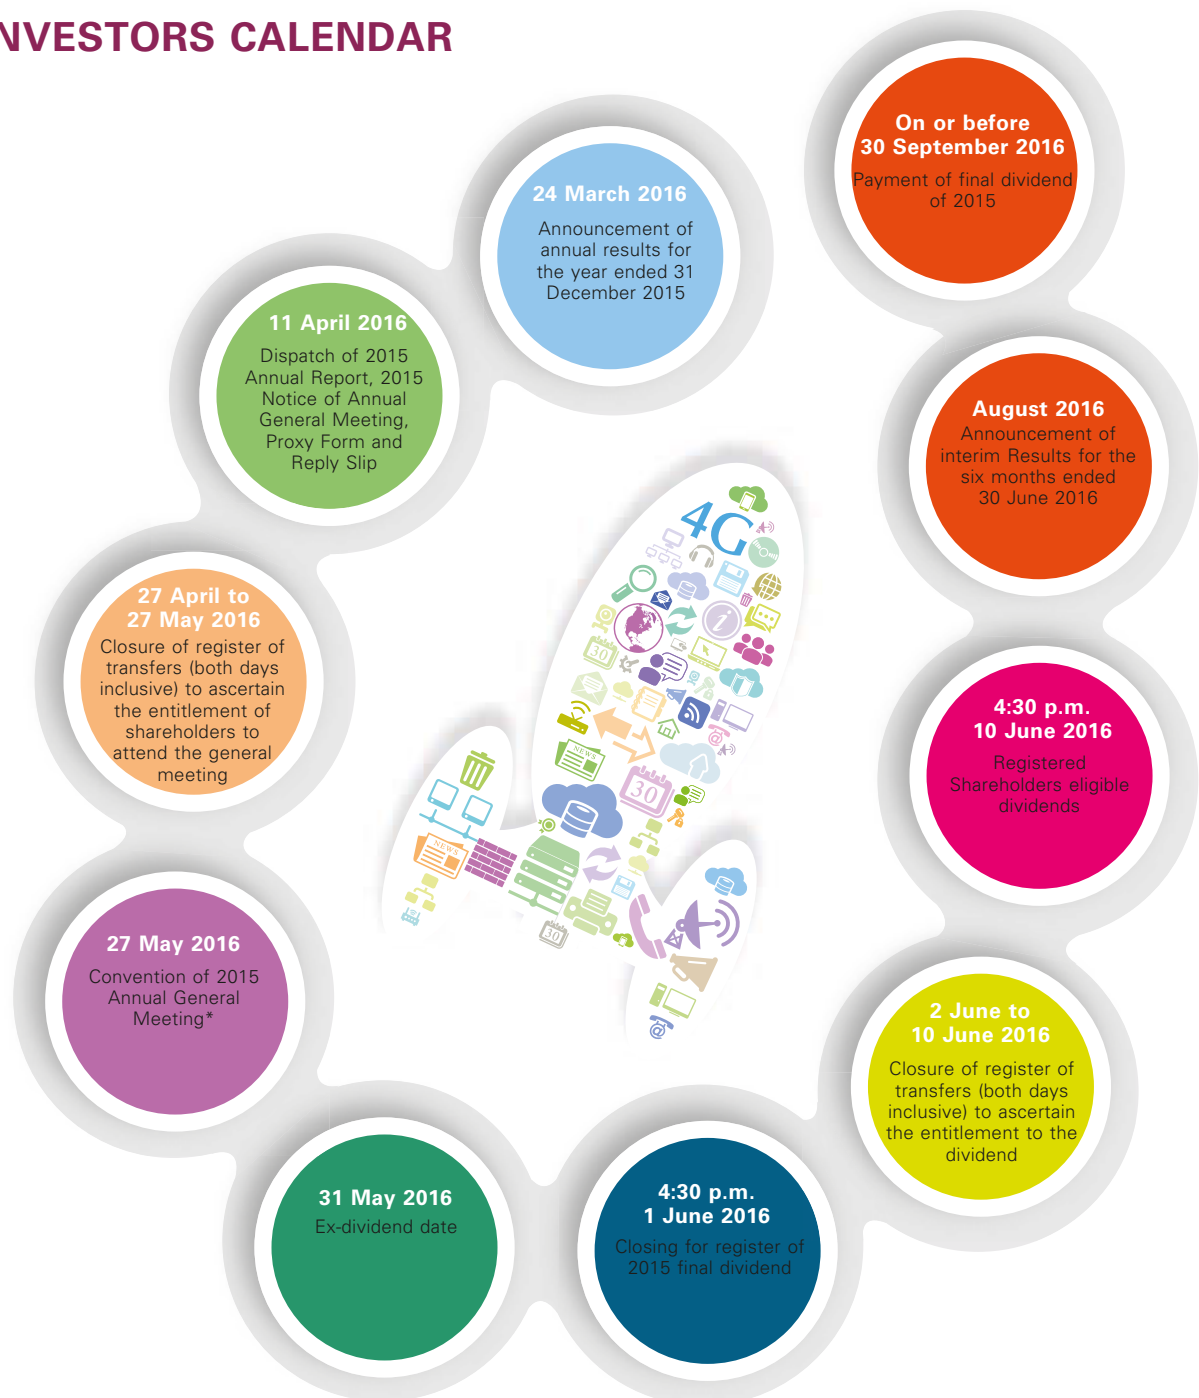 NVESTORS CALENDAR
24 March 2016
Announcement of
annual results for
the year ended 31
December 2015
11 April 2016
Dispatch of 2015
Annual Report, 2015
Notice of Annual
General Meeting,
Proxy Form and
Reply Slip
27 April to
27 May 2016
Closure of register of
transfers (both days
inclusive) to ascertain
the entitlement of
shareholders to
attend the general
meeting
27 May 2016
Convention of 2015
Annual General
Meeting*
31 May 2016
Ex-dividend date
4:30 p.m.
1 June 2016
Closing for register of
2015 final dividend
2 June to
10 June 2016
Closure of register of
transfers (both days
inclusive) to ascertain
the entitlement to the
dividend
4:30 p.m.
10 June 2016
Registered
Shareholders eligible
dividends
August 2016
Announcement of
interim Results for the
six months ended
30 June 2016
On or before
30 September 2016
Payment of final dividend
of 2015
4G
i
30
@
NEWS
30
NEWS
30
@